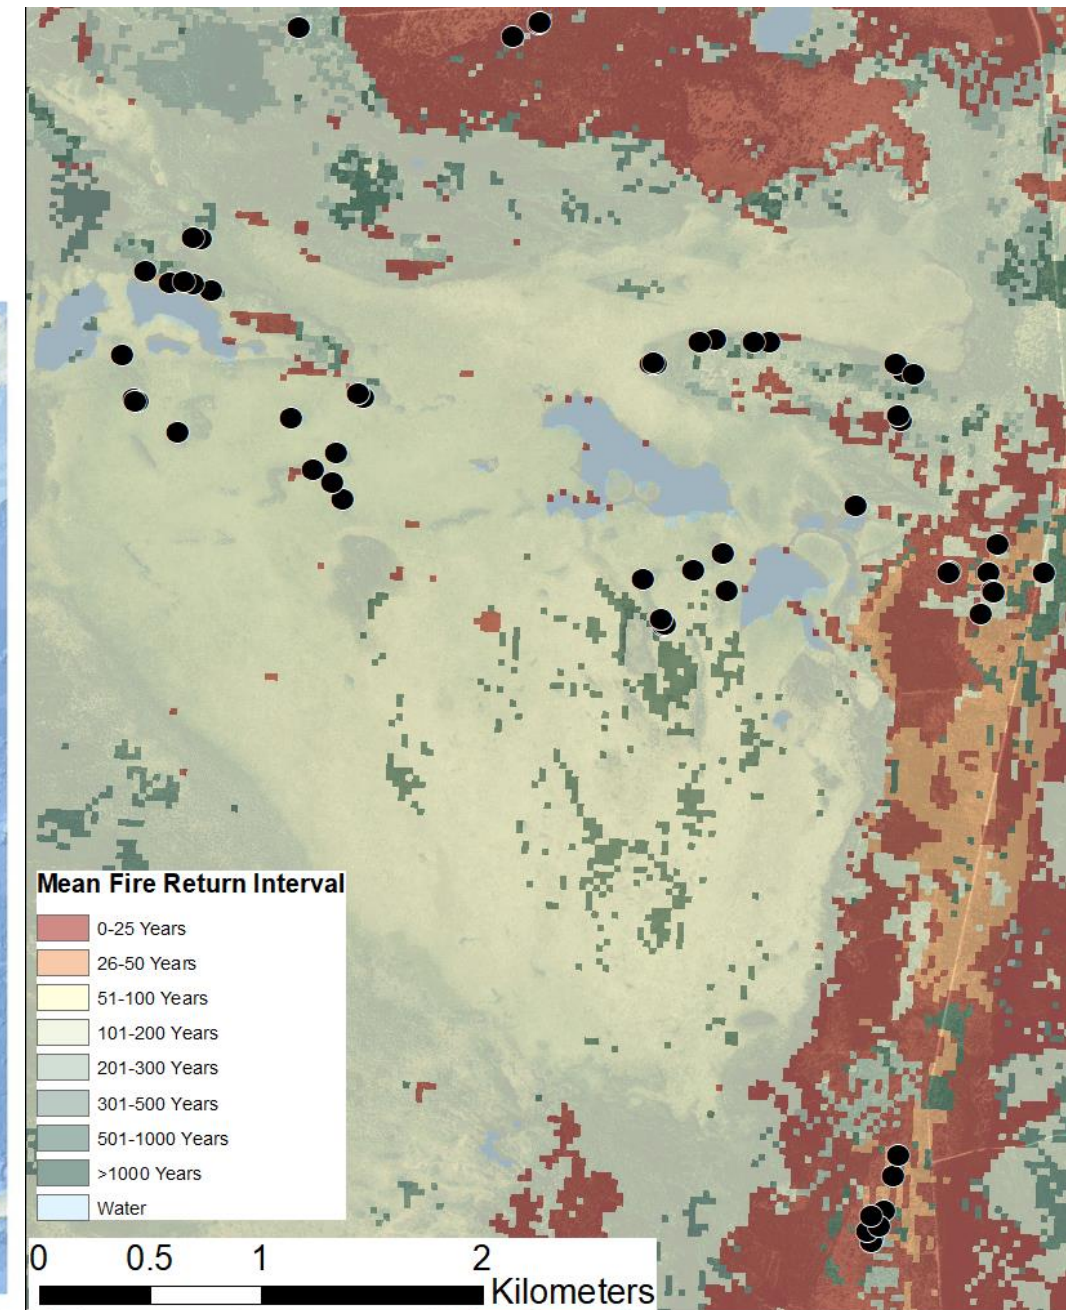 Mean Fire Return Interval
0-25 Years
26-50 Years
51-100 Years
101-200 Years
201-300 Years
301-500 Years
501-1000 Years
>1000 Years
Water
0 0.5 1 2
Kilometers